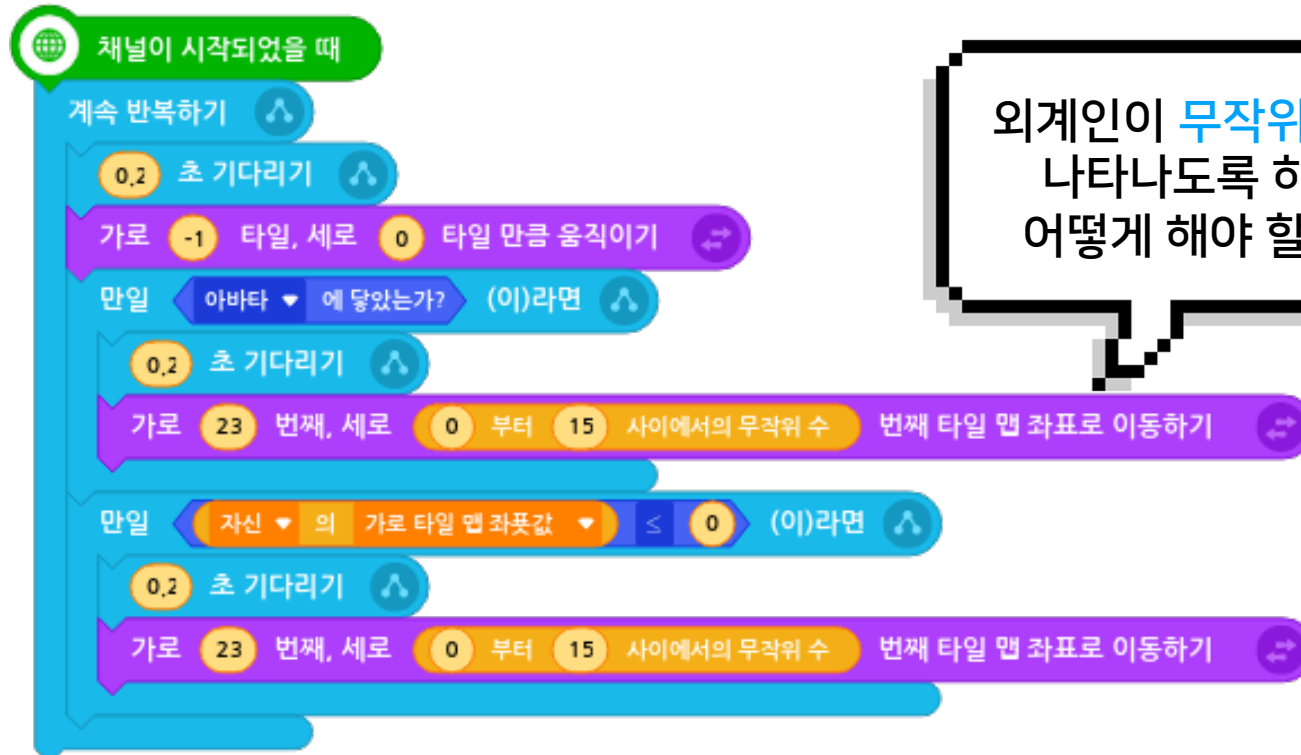 채널이 시작되었을 때
계속 반복하기
0.2 초 기다리기
가로 -1 타일, 세로 0 타일 만큼 움직이기
만일 아바타 ▼ 에 닿았는가? (이)라면
0.2 초 기다리기
가로 23 번째, 세로 0 부터 15 사이에서의 무작위 수 번째 타일 맵 좌표로 이동하기
만일 자신 ▼ 의 가로 타일 맵 좌푯값 ▼ ≤ 0 (이)라면
0.2 초 기다리기
가로 23 번째, 세로 0 부터 15 사이에서의 무작위 수 번째 타일 맵 좌표로 이동하기
외계인이 무작위
나타나도록
어떻게 해야 할